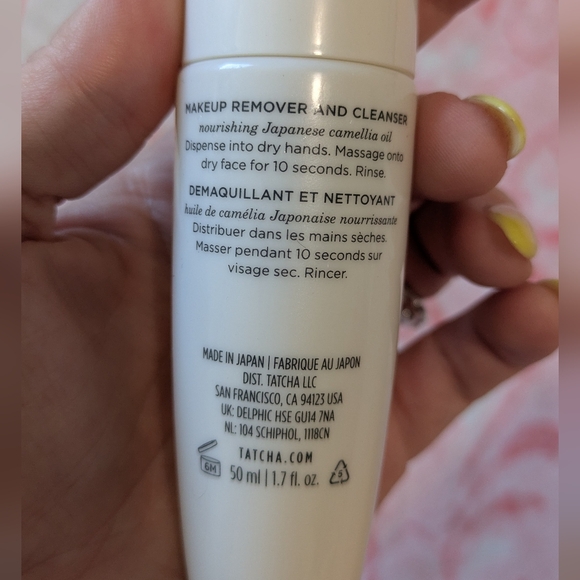 MAKEUP REMOVER AND CLEANSER
nourishing Japanese camellia oil
Dispense into dry hands. Massage onto
dry face for 10 seconds. Rinse.
DEMAQUILLANT ET NETTOYANT
huile de camélia Japonaise nourrissante
Distribuer dans les mains sèches.
Masser pendant 10 seconds sur
visage sec. Rincer.
MADE IN JAPAN | FABRIQUE AU JAPON
DIST. TATCHA LLC
SAN FRANCISCO, CA 94123 USA
UK: DELPHIC HSE GU14 7NA
NL: 104 SCHIPHOL, 1118CN
TATCHA.COM
6M 50 ml | 1.7 fl. oz. 5